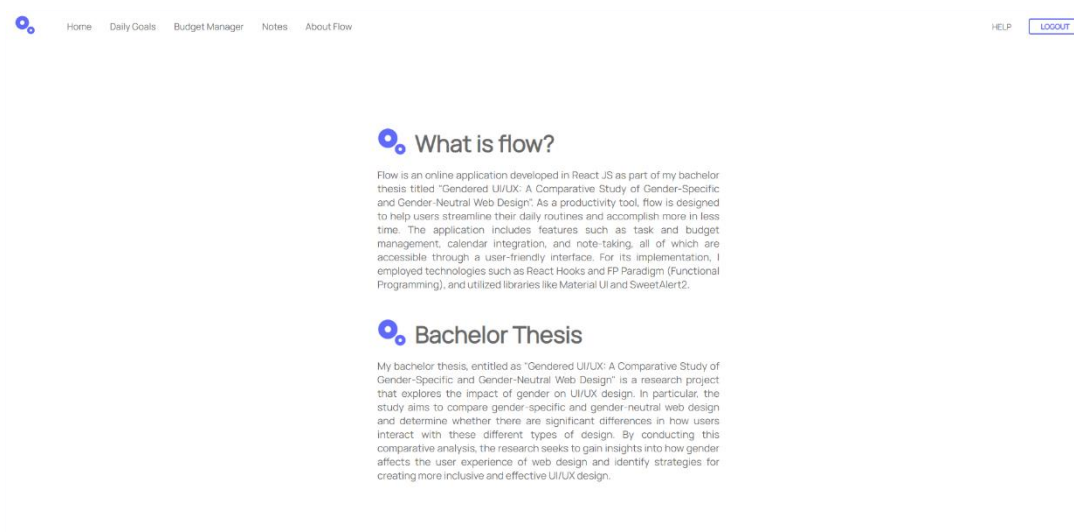 Home Daily Goals Budget Manager Notes About Flow HELP LOGOUT
What is flow?
Flow is an online application developed in React JS as part of my bachelor
thesis titled "Gendered UI/UX: A Comparative Study of Gender-Specific
and Gender-Neutral Web Design". As a productivity tool, flow is designed
to help users streamline their daily routines and accomplish more in less
time. The application includes features such as task and budget
management, calendar integration, and note-taking, all of which are
accessible through a user-friendly interface. For its implementation, I
employed technologies such as React Hooks and FP Paradigm (Functional
Programming), and utilized libraries like Material UI and SweetAlert2.
Bachelor Thesis
My bachelor thesis, entitled as "Gendered UI/UX: A Comparative Study of
Gender-Specific and Gender-Neutral Web Design" is a research project
that explores the impact of gender on UI/UX design. In particular, the
study aims to compare gender-specific and gender-neutral web design
and determine whether there are significant differences in how users
interact with these different types of design. By conducting this
comparative analysis, the research seeks to gain insights into how gender
affects the user experience of web design and identify strategies for
creating more inclusive and effective UI/UX design.